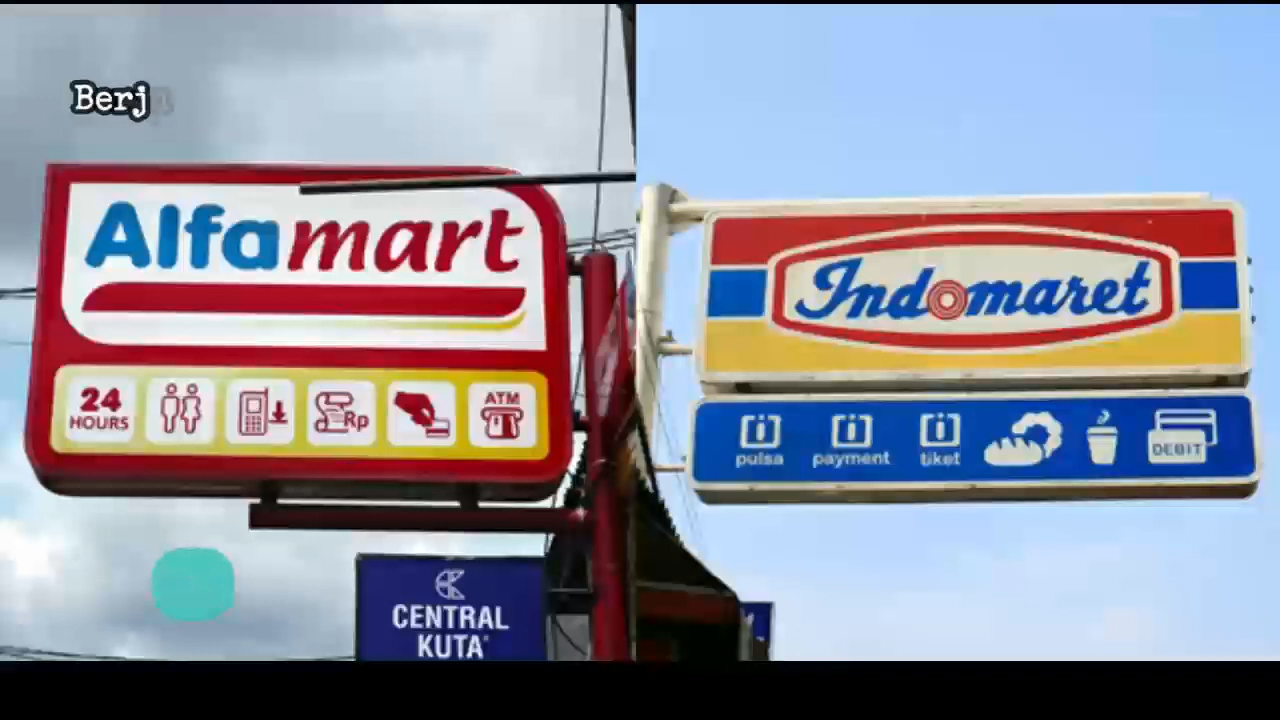 Berj
Alfamart
24
HOURS
Rp
ATM
CENTRAL
KUTA
Indomaret
pulsa
payment
tiket
DEBIT